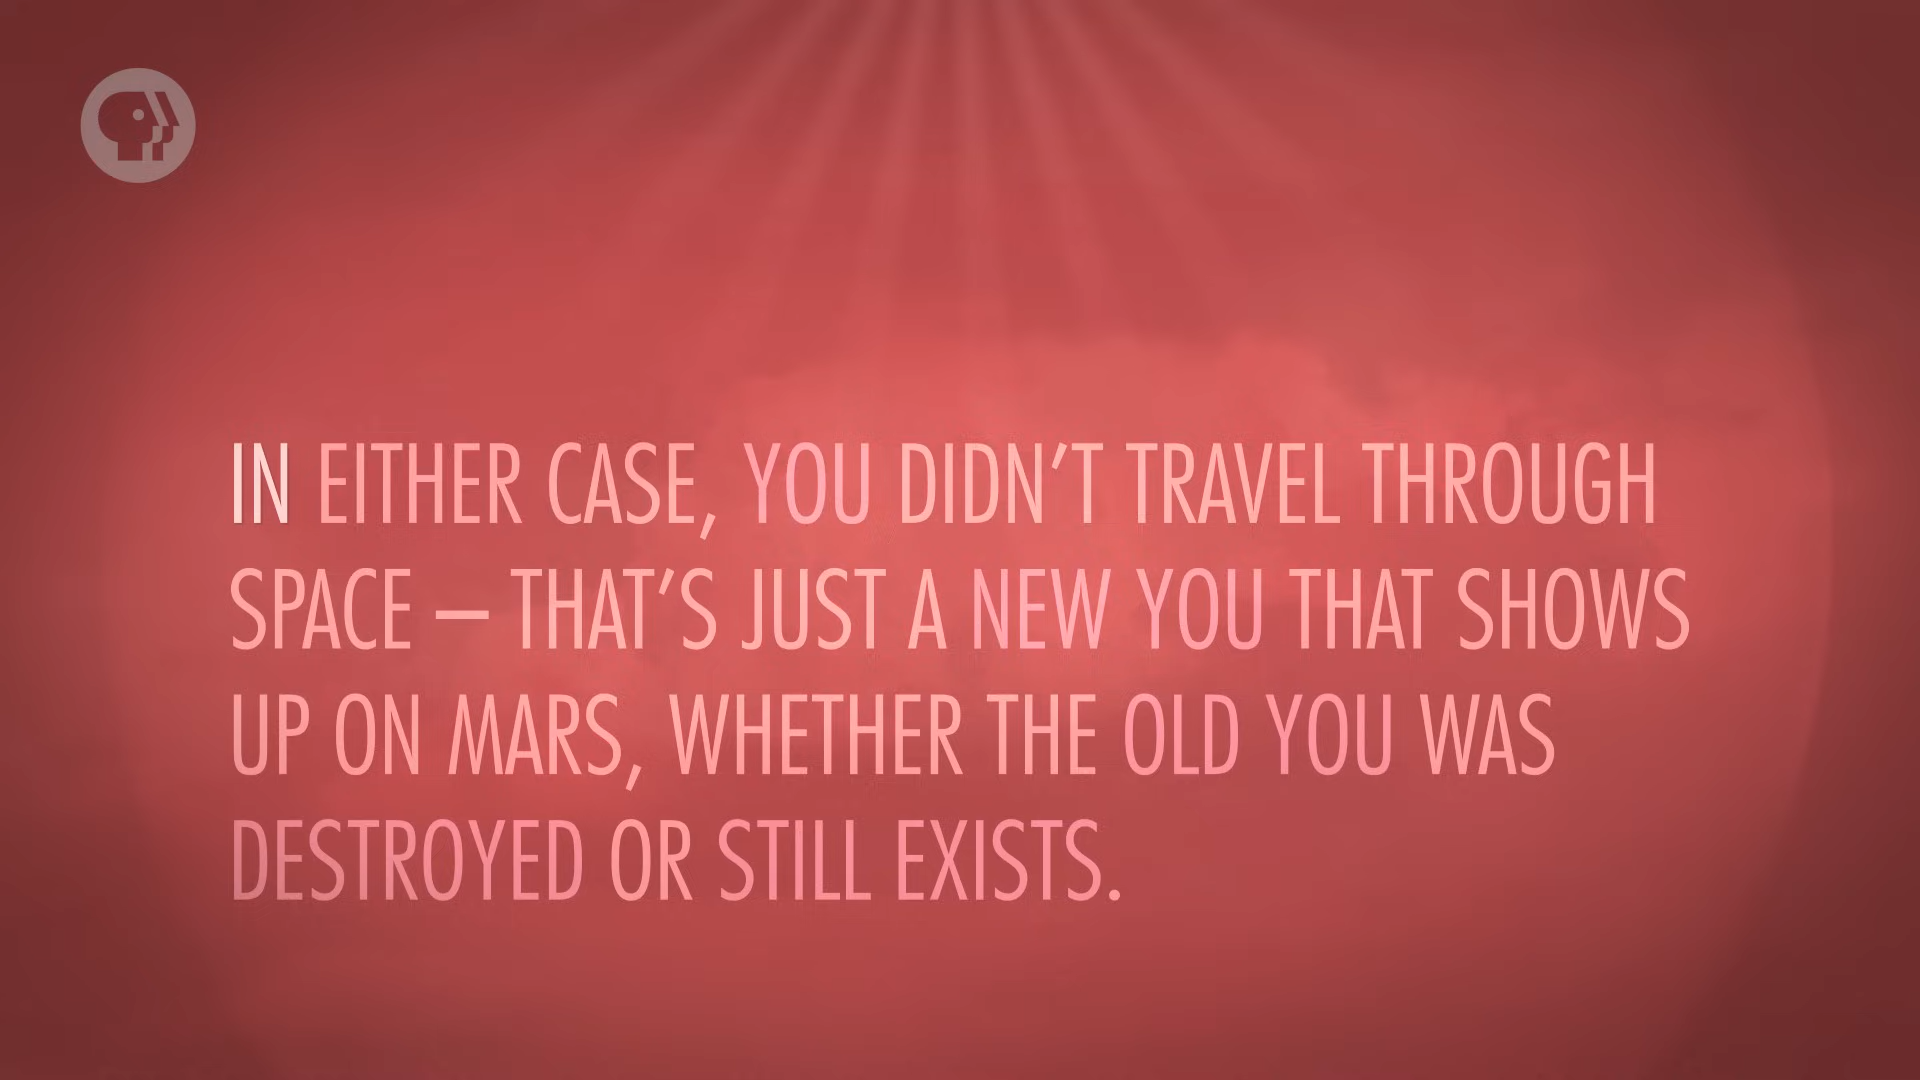 IN EITHER CASE, YOU DIDN’T TRAVEL THROUGH
SPACE – THAT’S JUST A NEW YOU THAT SHOWS
UP ON MARS, WHETHER THE OLD YOU WAS
DESTROYED OR STILL EXISTS.